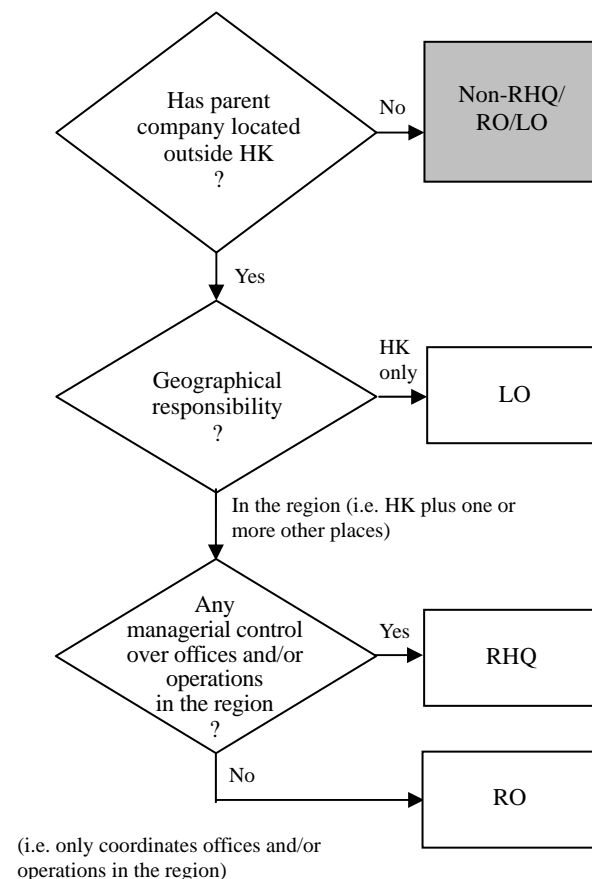 Has parent
company located
outside HK
?
No
Non-RHQ/
RO/LO
Yes
Geographical
responsibility
?
HK
only
LO
In the region (i.e. HK plus one or
more other places)
Any
managerial control
over offices and/or
operations
in the region
?
Yes
RHQ
No
RO
(i.e. only coordinates offices and/or
operations in the region)